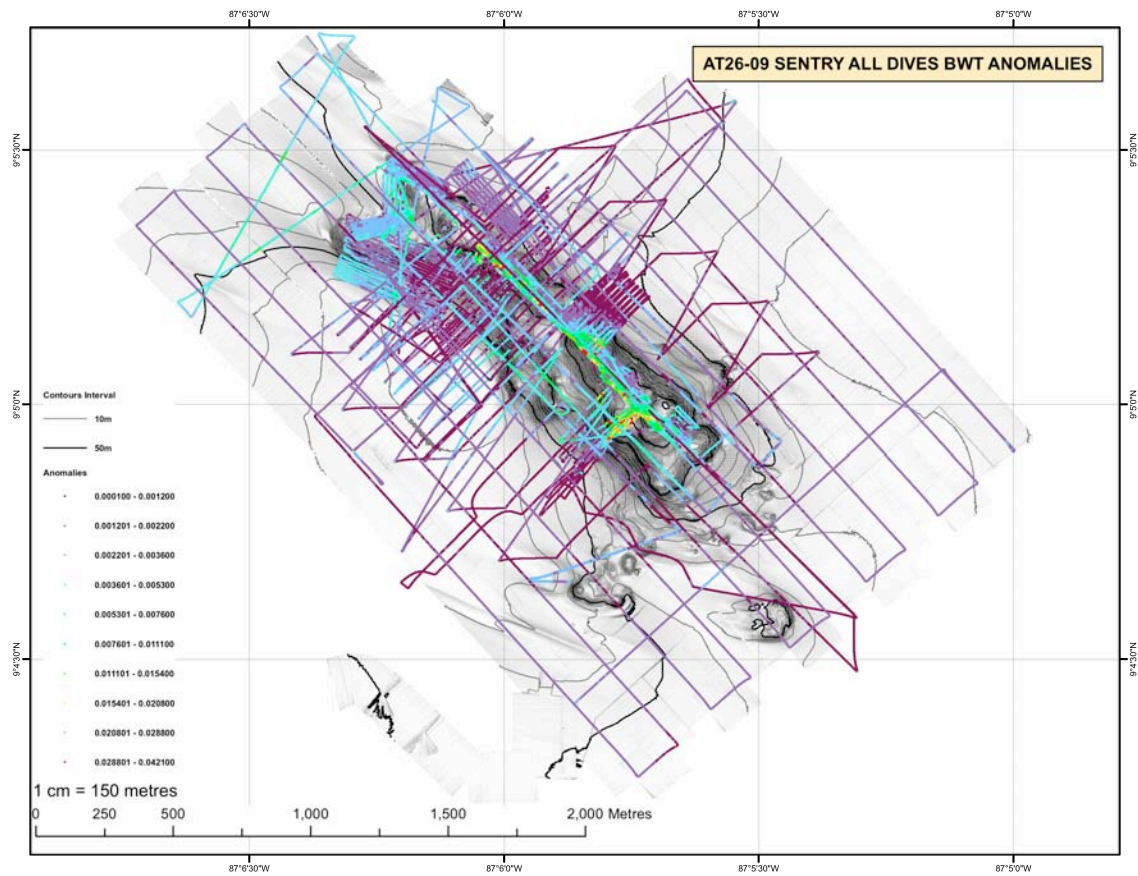 87°6'30"W 87°6'0"W 87°5'30"W 87°5'0"W
AT26-09 SENTRY ALL DIVES BWT ANOMALIES
9°5'30"N 9°5'30"N
9°5'0"N 9°5'0"N
9°4'30"N 9°4'30"N
Contours Interval
10m
50m
Anomalies
0.000100 - 0.001200
0.001201 - 0.002200
0.002201 - 0.003600
0.003601 - 0.005300
0.005301 - 0.007600
0.007601 - 0.011100
0.011101 - 0.015400
0.015401 - 0.020800
0.020801 - 0.028800
0.028801 - 0.042100
1 cm = 150 metres
0 250 500 1,000 1,500 2,000 Metres
87°6'30"W 87°6'0"W 87°5'30"W 87°5'0"W